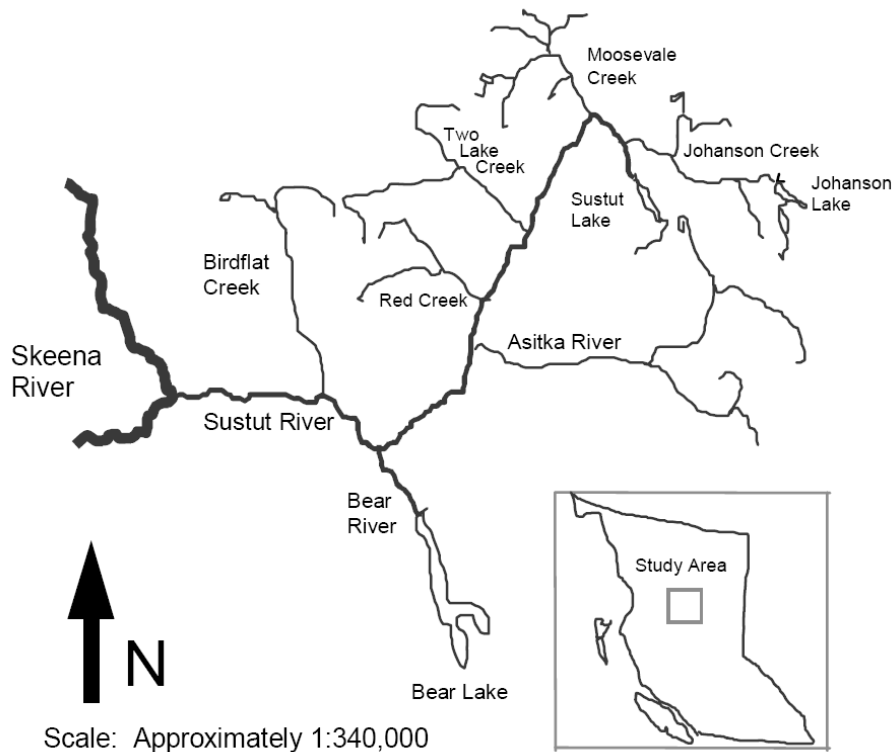 Moosevale
Creek
Two
Lake
Creek
Johanson Creek
Johanson
Lake
Sustut
Lake
Birdflat
Creek
Red Creek
Asitka River
Skeena
River
Sustut River
Bear
River
Study Area
N
Bear Lake
Scale: Approximately 1:340,000